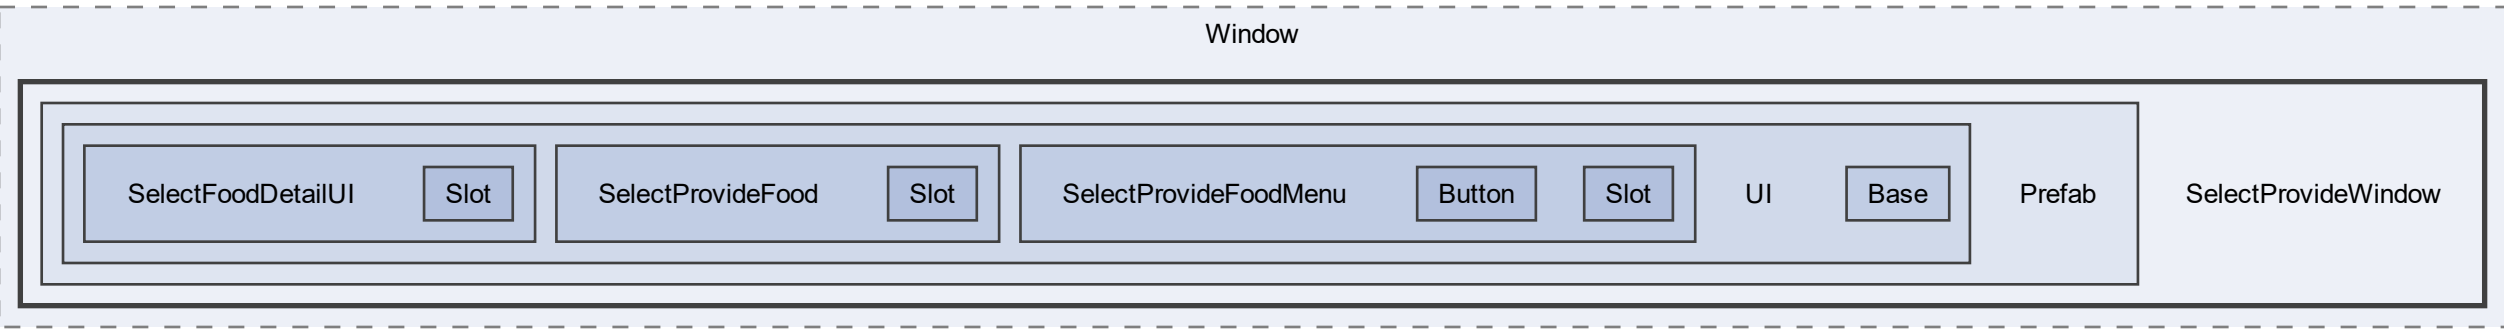 Window
SelectFoodDetailUI
Slot
SelectProvideFood
Slot
SelectProvideFoodMenu
Button
Slot
UI
Base
Prefab
SelectProvideWindow